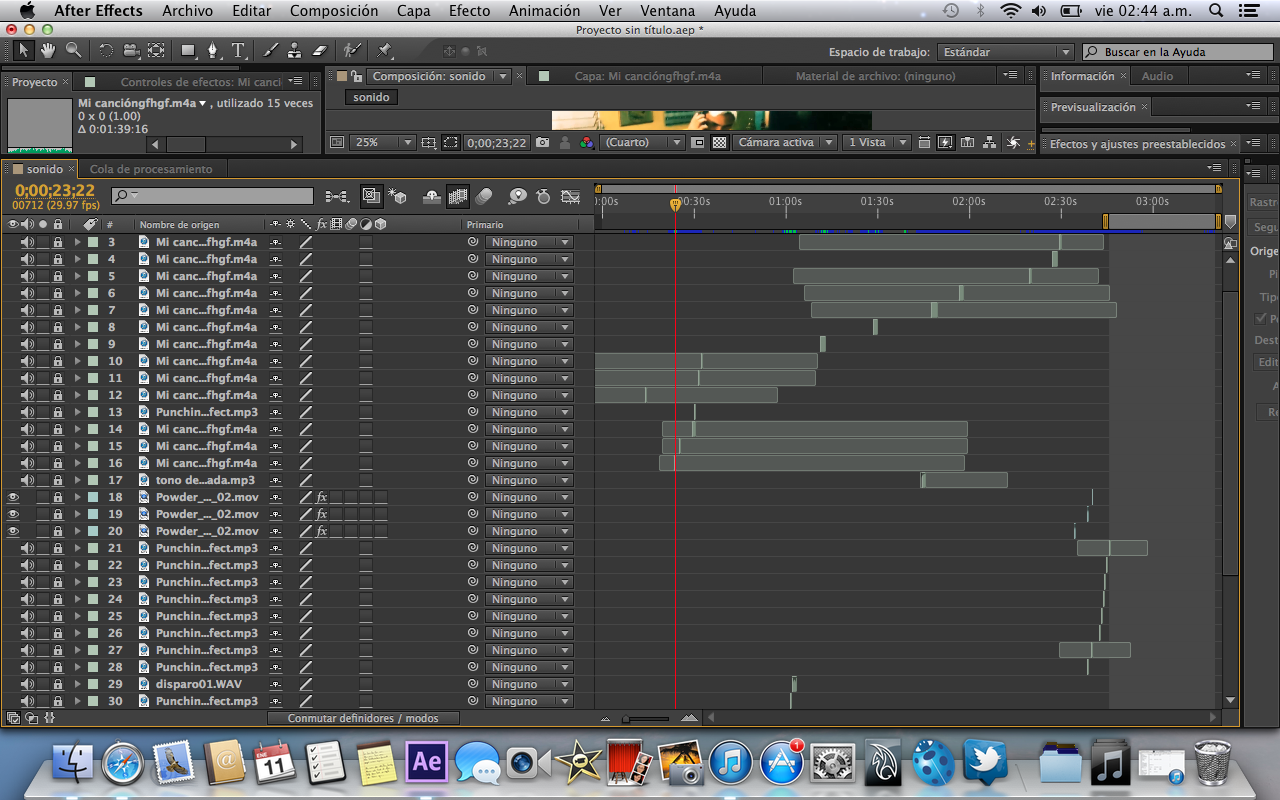 After Effects Archivo Editar Composición Capa Efecto Animación Ver Ventana Ayuda vie 02:44 a.m.
Proyecto sin título.aep *
Espacio de trabajo: Estándar Buscar en la Ayuda
Proyecto × Controles de efectos: Mi canci Composición: sonido × Capa: Mi cancióngfhgf.m4a Material de archivo: (ninguno) Información × Audio
Mi cancióngfhgf.m4a , utilizado 15 veces
0 x 0 (1.00)
Δ 0:01:39:16
sonido
Previsualización ×
25% 0;00;23;22 (Cuarto) Cámara activa 1 Vista
Efectos y ajustes preestablecidos ×
sonido × Cola de procesamiento
0;00;23;22
00712 (29.97 fps)
:00s 00:30s 01:00s 01:30s 02:00s 02:30s 03:00s
# Nombre de origen fx Primario
3 Mi canc...fhgf.m4a Ninguno
4 Mi canc...fhgf.m4a Ninguno
5 Mi canc...fhgf.m4a Ninguno
6 Mi canc...fhgf.m4a Ninguno
7 Mi canc...fhgf.m4a Ninguno
8 Mi canc...fhgf.m4a Ninguno
9 Mi canc...fhgf.m4a Ninguno
10 Mi canc...fhgf.m4a Ninguno
11 Mi canc...fhgf.m4a Ninguno
12 Mi canc...fhgf.m4a Ninguno
13 Punchin...fect.mp3 Ninguno
14 Mi canc...fhgf.m4a Ninguno
15 Mi canc...fhgf.m4a Ninguno
16 Mi canc...fhgf.m4a Ninguno
17 tono de...ada.mp3 Ninguno
18 Powder_..._02.mov fx Ninguno
19 Powder_..._02.mov fx Ninguno
20 Powder_..._02.mov fx Ninguno
21 Punchin...fect.mp3 Ninguno
22 Punchin...fect.mp3 Ninguno
23 Punchin...fect.mp3 Ninguno
24 Punchin...fect.mp3 Ninguno
25 Punchin...fect.mp3 Ninguno
26 Punchin...fect.mp3 Ninguno
27 Punchin...fect.mp3 Ninguno
28 Punchin...fect.mp3 Ninguno
29 disparo01.WAV Ninguno
30 Punchin...fect.mp3 Ninguno
Rastre
Segu
Orige
Pi
Tipo
Po
Dest
Edit
A
Re
Conmutar definidores / modos
ENE
11
Ae
1